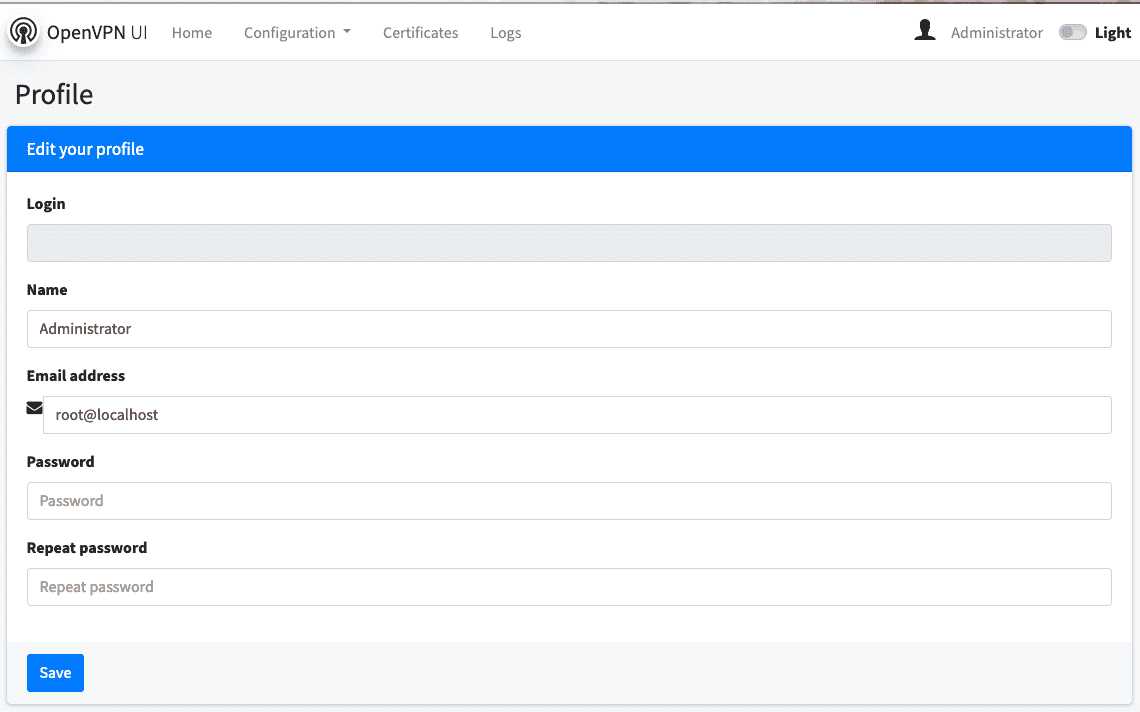 OpenVPN UI Home Configuration Certificates Logs Administrator Light
Profile
Edit your profile
Login
Name
Administrator
Email address
root@localhost
Password
Password
Repeat password
Repeat password
Save